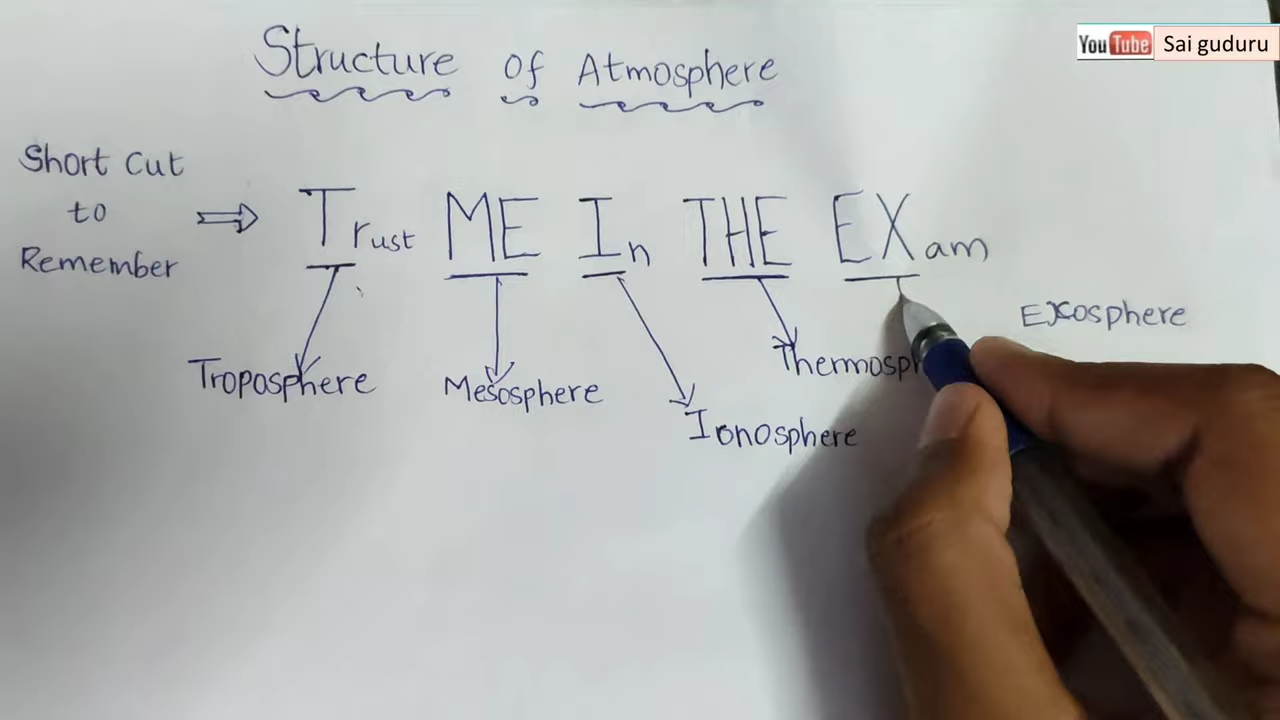 YouTube Sai guduru
Structure of Atmosphere
Short Cut
to
Remember
⇒ Trust ME In THE EXam
Exosphere
Troposphere
Mesosphere
Ionosphere